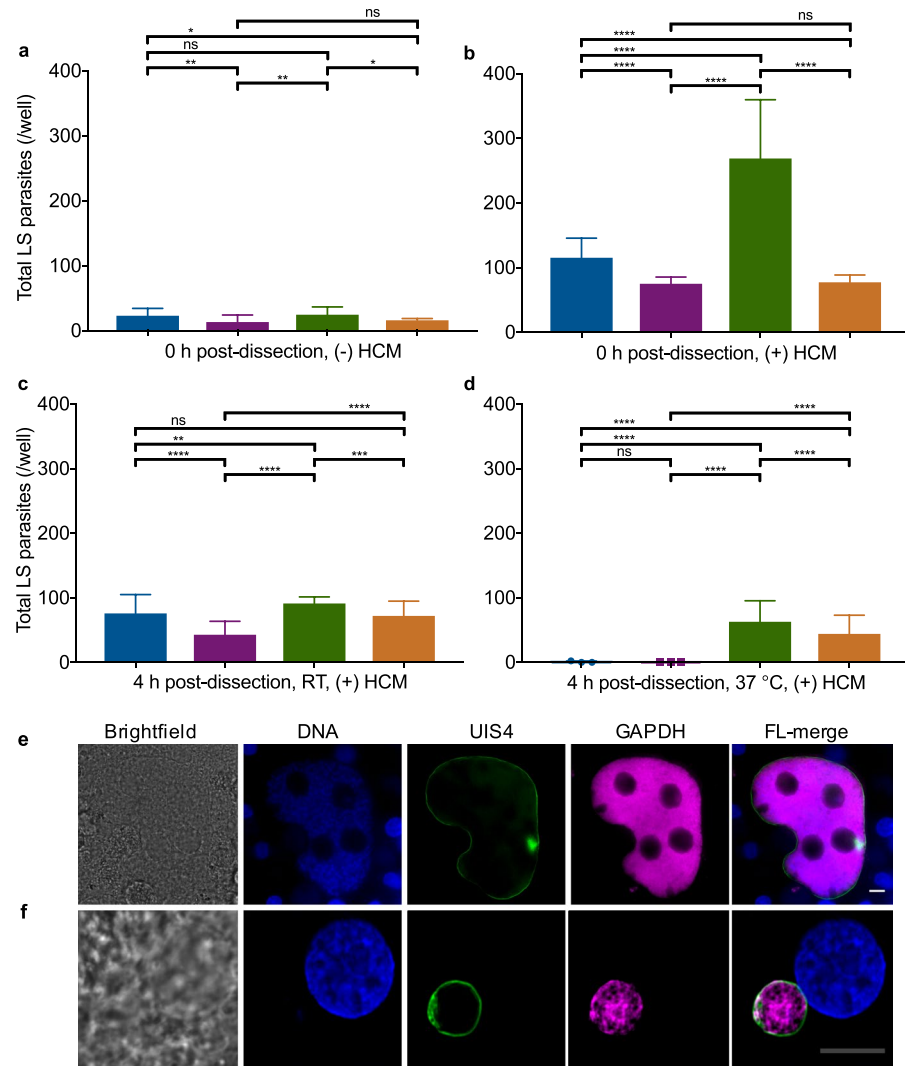 a
ns
*
ns
**
**
*
400
300
200
100
0
Total LS parasites (/well)
0 h post-dissection, (-) HCM
b
ns
****
****
****
****
****
400
300
200
100
0
0 h post-dissection, (+) HCM
c
****
ns
**
****
****
***
400
300
200
100
0
Total LS parasites (/well)
4 h post-dissection, RT, (+) HCM
d
****
****
****
ns
****
****
400
300
200
100
0
4 h post-dissection, 37 °C, (+) HCM
Brightfield DNA UIS4 GAPDH FL-merge
e
f